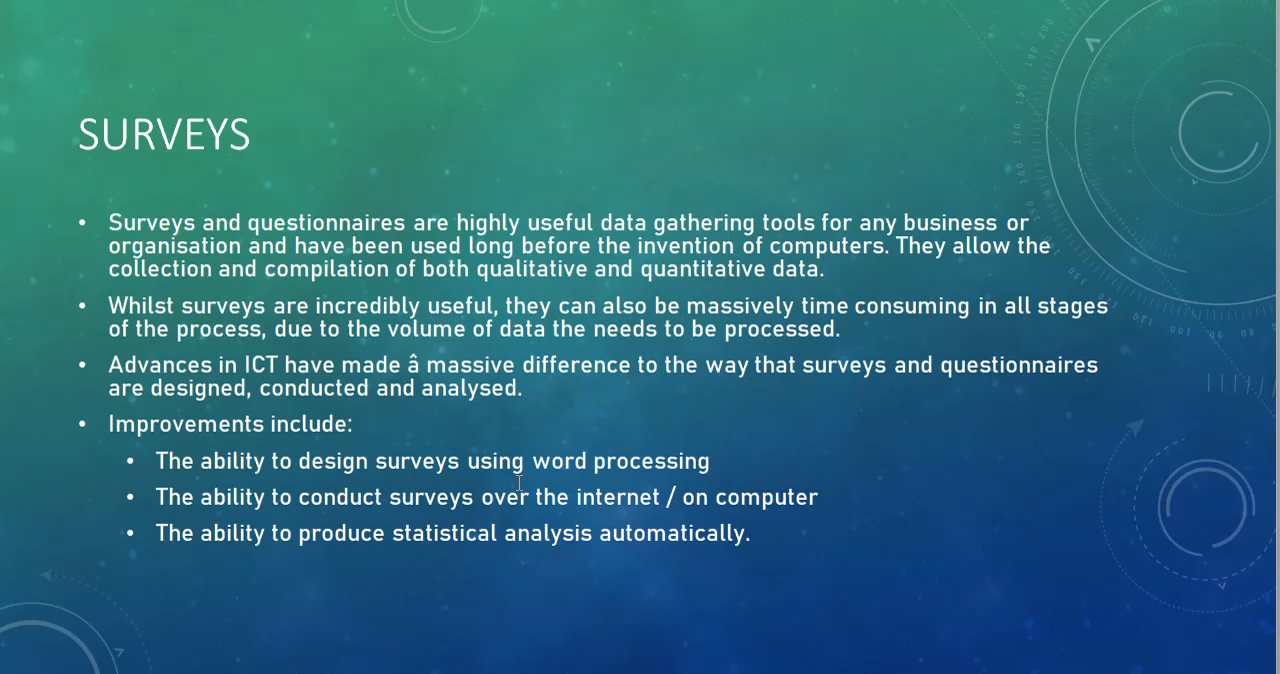 SURVEYS
• Surveys and questionnaires are highly useful data gathering tools for any business or
organisation and have been used long before the invention of computers. They allow the
collection and compilation of both qualitative and quantitative data.
• Whilst surveys are incredibly useful, they can also be massively time consuming in all stages
of the process, due to the volume of data the needs to be processed.
• Advances in ICT have made â massive difference to the way that surveys and questionnaires
are designed, conducted and analysed.
• Improvements include:
• The ability to design surveys using word processing
• The ability to conduct surveys over the internet / on computer
• The ability to produce statistical analysis automatically.